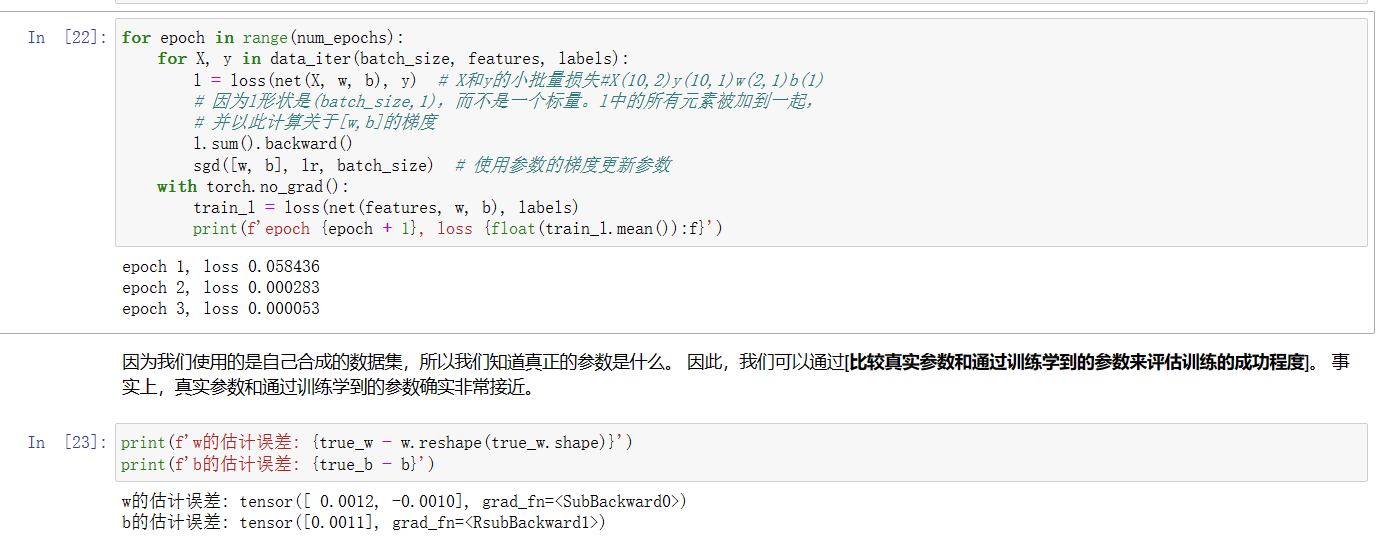 In [22]: for epoch in range(num_epochs):
    for X, y in data_iter(batch_size, features, labels):
        l = loss(net(X, w, b), y)  # X和y的小批量损失#X(10,2)y(10,1)w(2,1)b(1)
        # 因为l形状是(batch_size,1)，而不是一个标量。l中的所有元素被加到一起，
        # 并以此计算关于[w,b]的梯度
        l.sum().backward()
        sgd([w, b], lr, batch_size)  # 使用参数的梯度更新参数
    with torch.no_grad():
        train_l = loss(net(features, w, b), labels)
        print(f'epoch {epoch + 1}, loss {float(train_l.mean()):f}')
epoch 1, loss 0.058436
epoch 2, loss 0.000283
epoch 3, loss 0.000053
因为我们使用的是自己合成的数据集，所以我们知道真正的参数是什么。 因此，我们可以通过[比较真实参数和通过训练学到的参数来评估训练的成功程度]。 事
实上，真实参数和通过训练学到的参数确实非常接近。
In [23]: print(f'w的估计误差: {true_w - w.reshape(true_w.shape)}')
print(f'b的估计误差: {true_b - b}')
w的估计误差: tensor([ 0.0012, -0.0010], grad_fn=<SubBackward0>)
b的估计误差: tensor([0.0011], grad_fn=<RsubBackward1>)